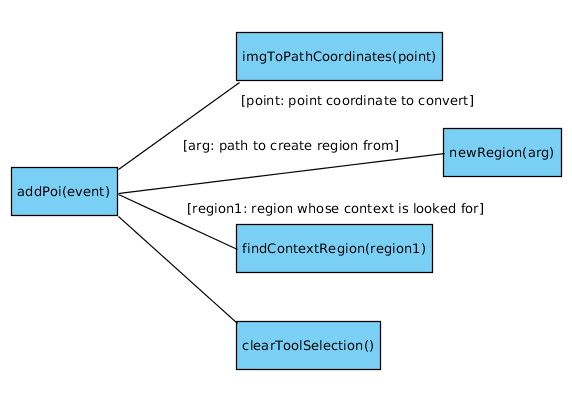 imgToPathCoordinates(point)
[point: point coordinate to convert]
[arg: path to create region from]
newRegion(arg)
addPoi(event)
[region1: region whose context is looked for]
findContextRegion(region1)
clearToolSelection()